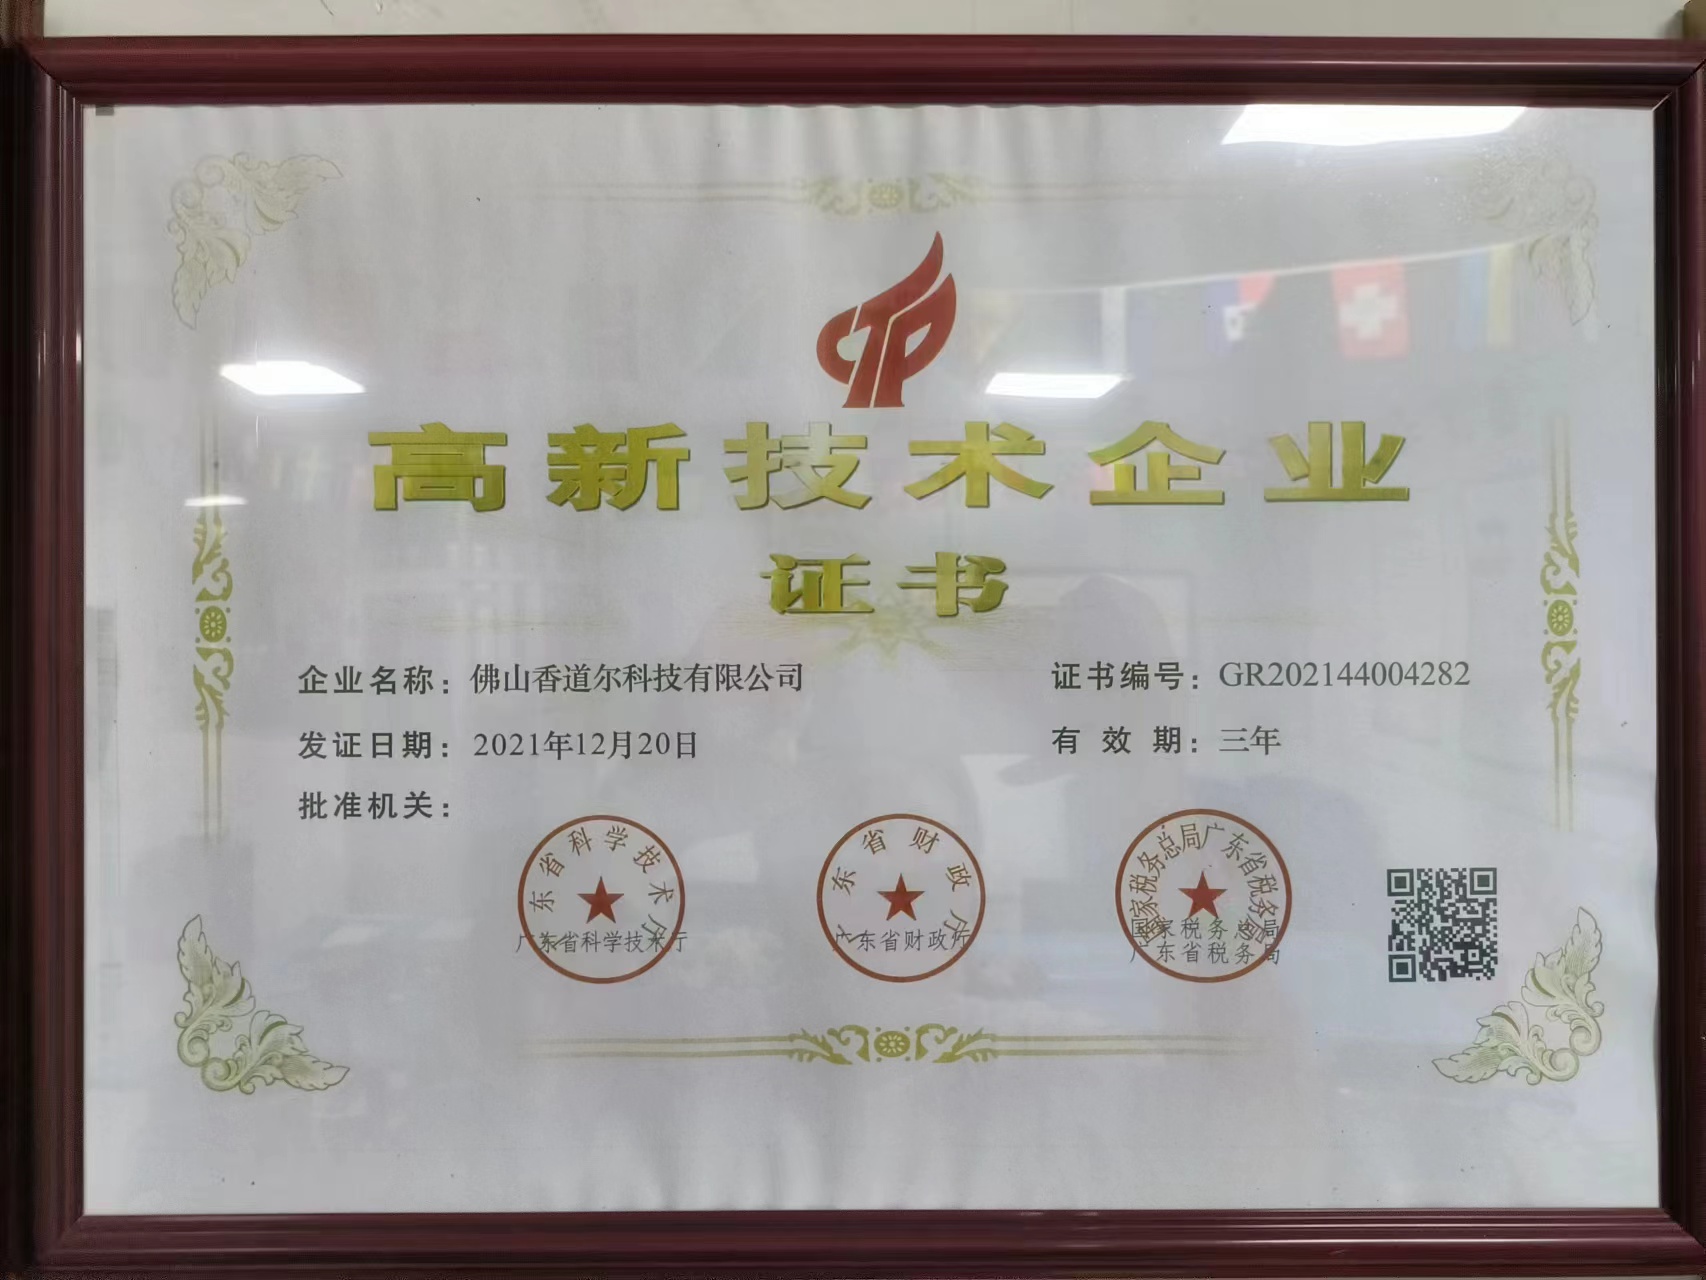 高新技术企业
证书
企业名称：佛山香道尔科技有限公司
证书编号：GR202144004282
发证日期：2021年12月20日
有效期：三年
批准机关：
广东省科学技术厅
广东省科学技术厅
广东省财政厅
广东省财政厅
国家税务总局广东省税务局
国家税务总局
广东省税务局